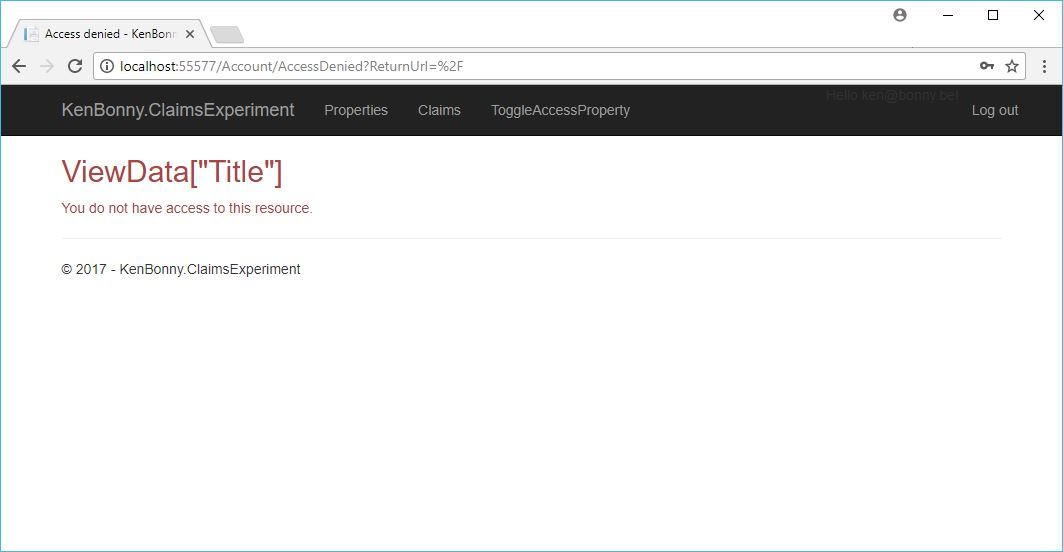 Access denied - KenBonn
localhost:55577/Account/AccessDenied?ReturnUrl=%2F
Hello ken@bonny.be!
KenBonny.ClaimsExperiment Properties Claims ToggleAccessProperty Log out
ViewData["Title"]
You do not have access to this resource.
© 2017 - KenBonny.ClaimsExperiment